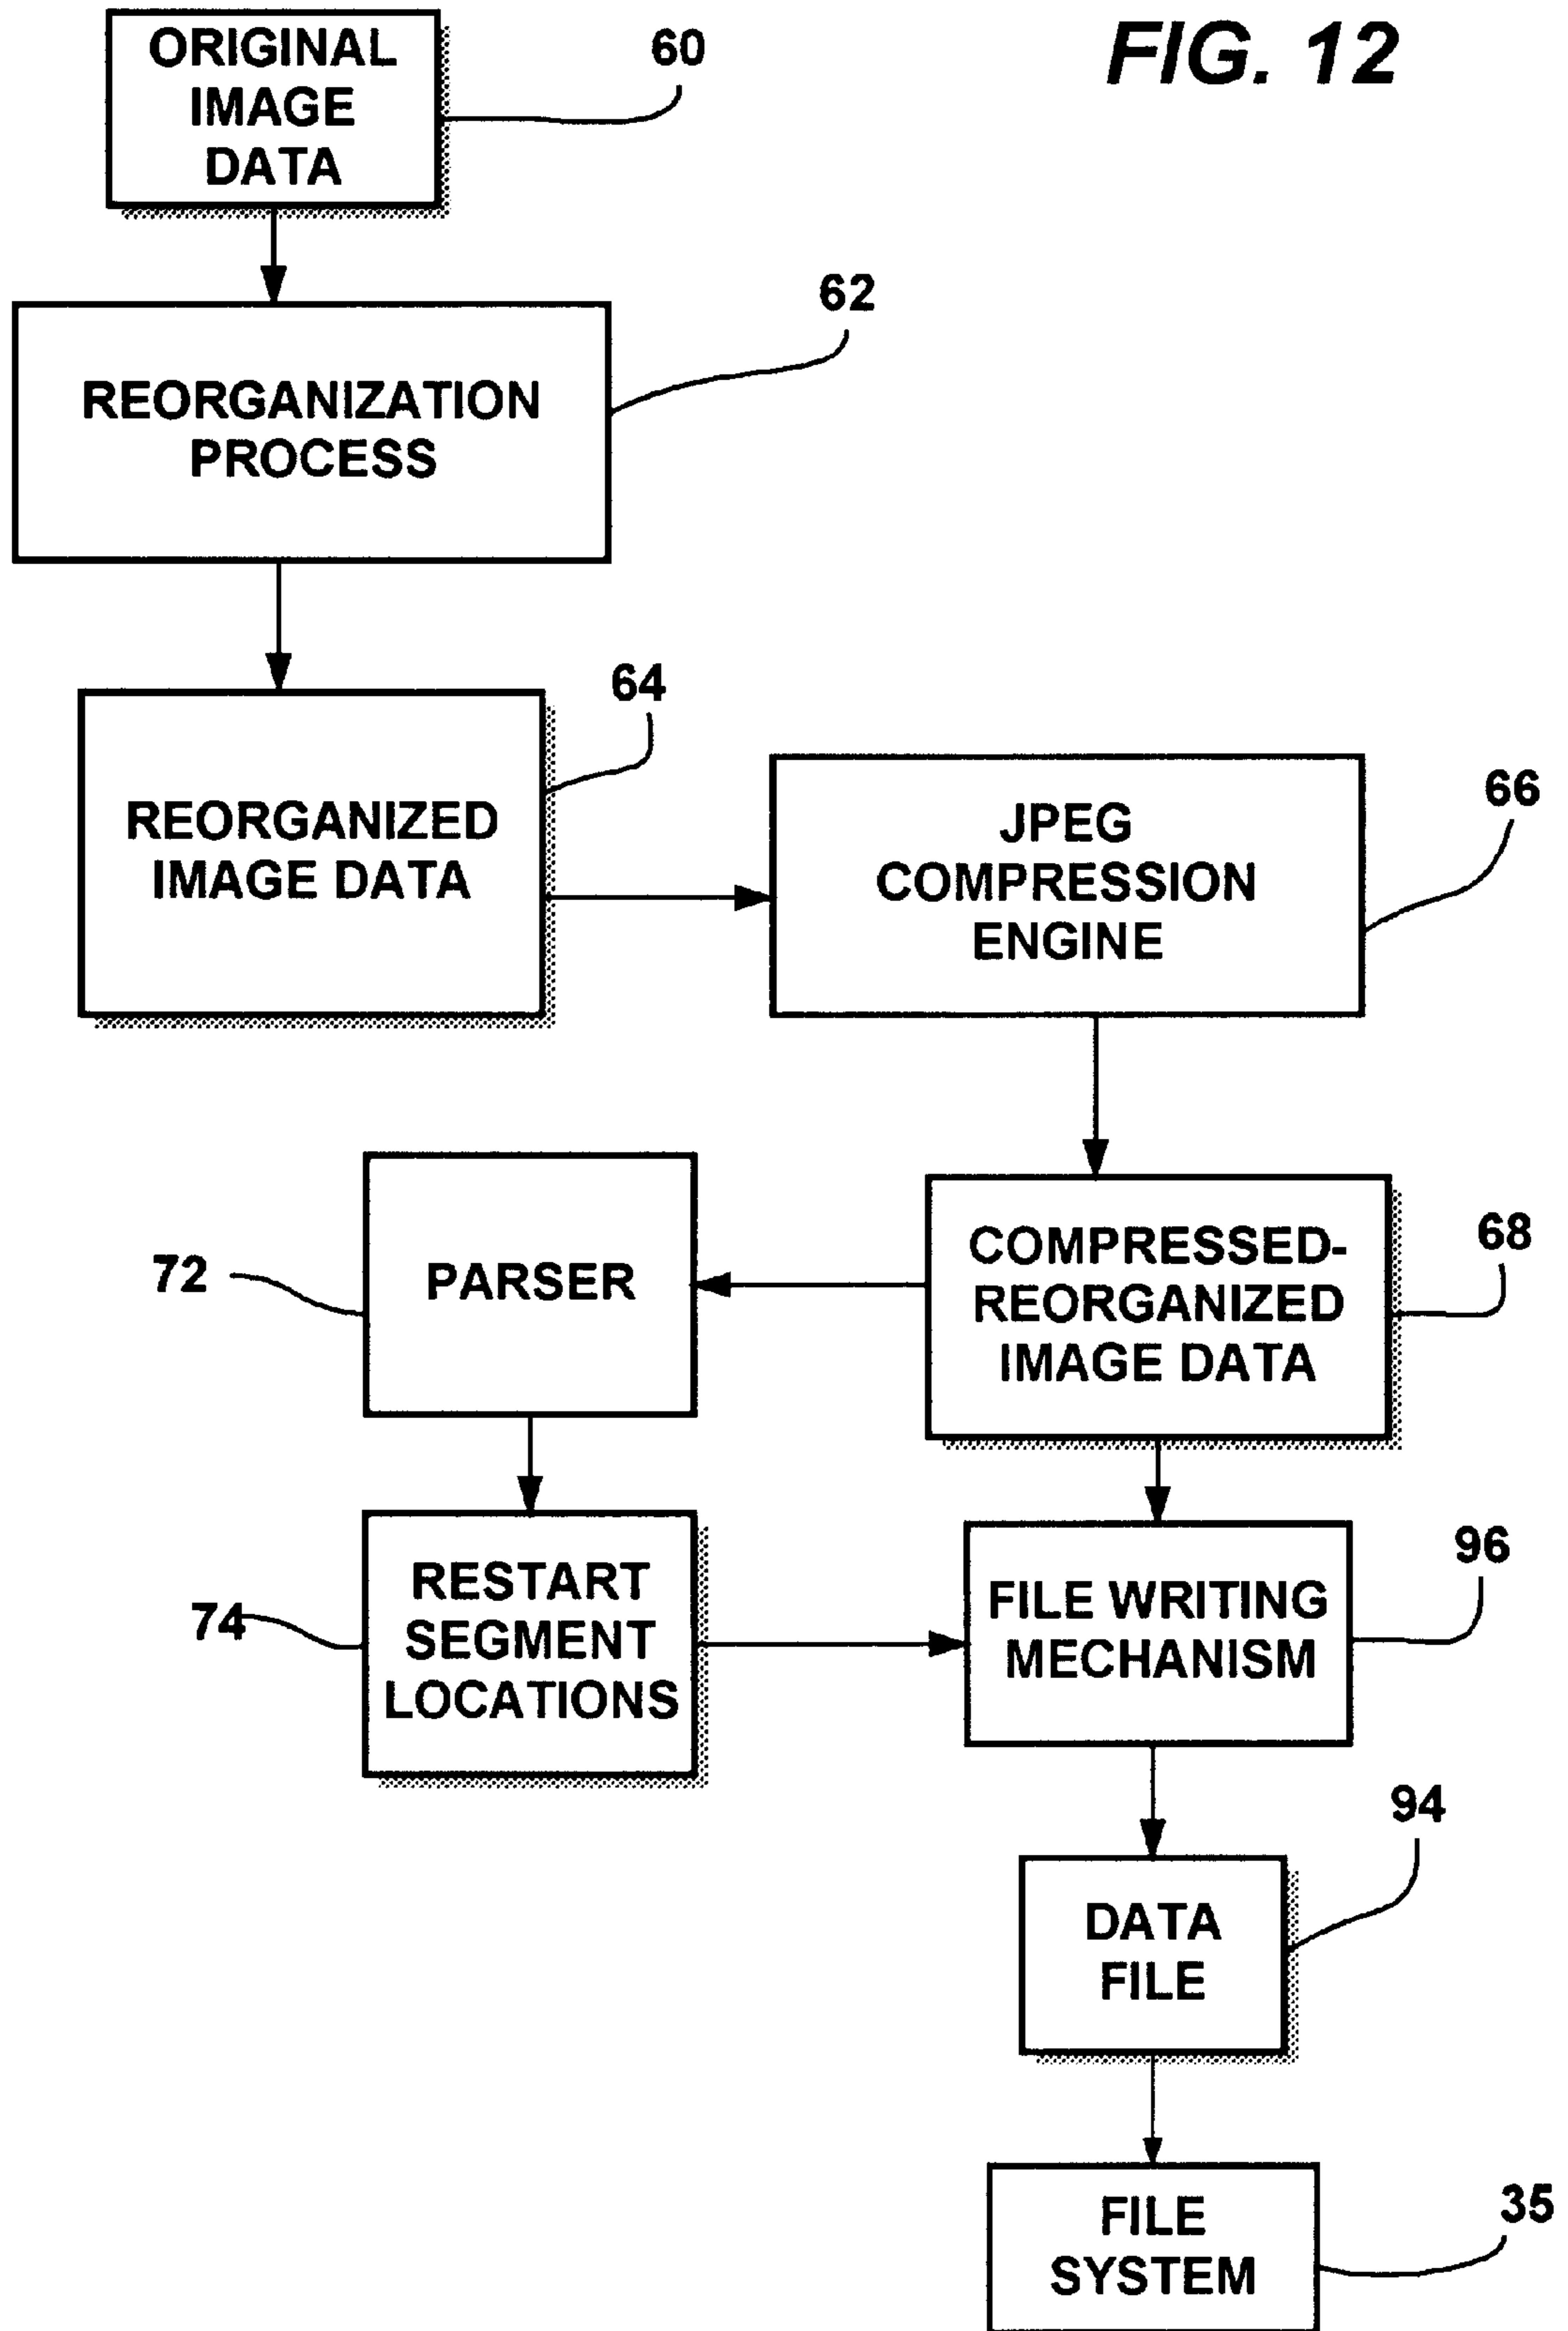 FIG. 12
ORIGINAL
IMAGE
DATA
60
REORGANIZATION
PROCESS
62
REORGANIZED
IMAGE DATA
64
JPEG
COMPRESSION
ENGINE
66
COMPRESSED-
REORGANIZED
IMAGE DATA
68
PARSER
72
RESTART
SEGMENT
LOCATIONS
74
FILE WRITING
MECHANISM
96
DATA
FILE
94
FILE
SYSTEM
35